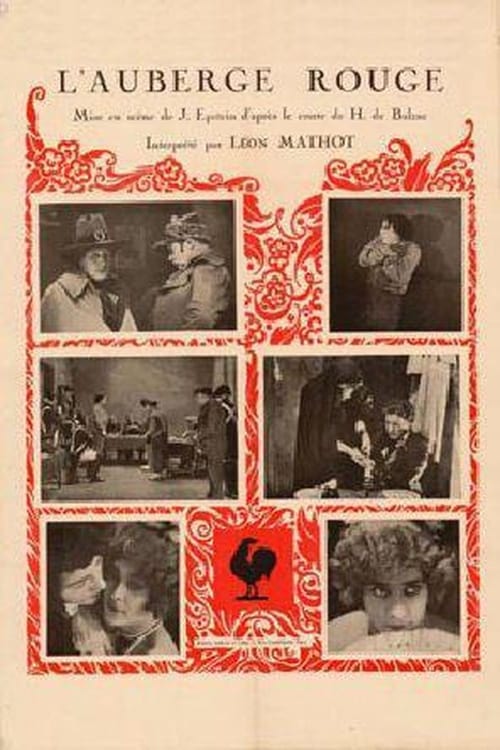 L'AUBERGE ROUGE
Mise en scène de J. Epstein d'après le conte de H. de Balzac
Interprété par LÉON MATHOT